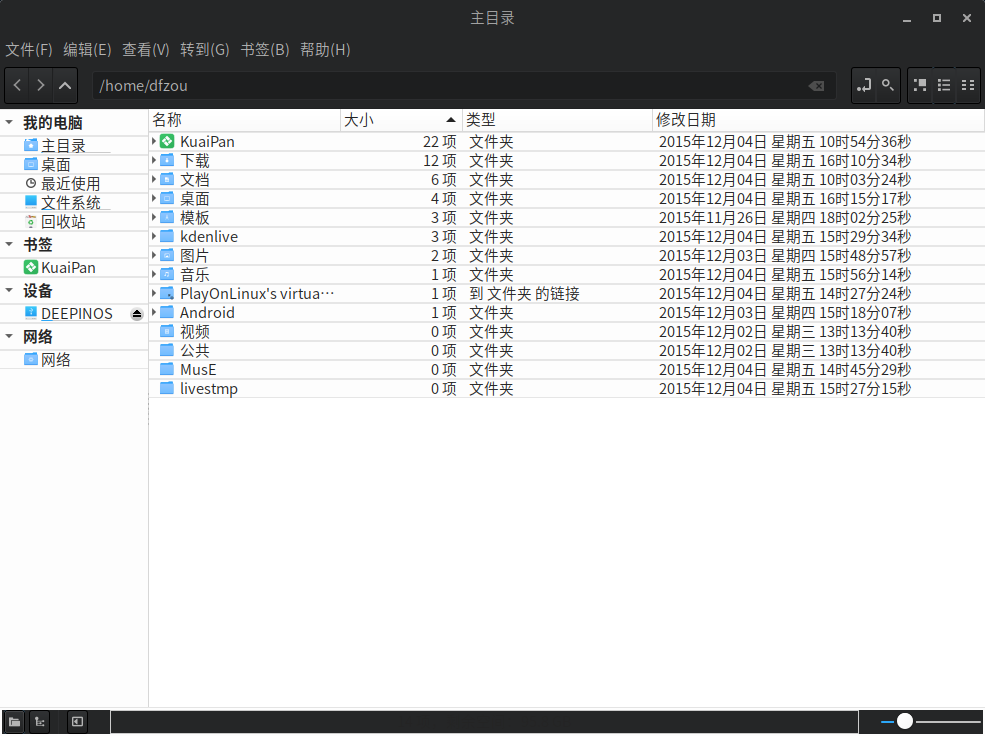 主目录
文件(F) 编辑(E) 查看(V) 转到(G) 书签(B) 帮助(H)
/home/dfzou
我的电脑
主目录
桌面
最近使用
文件系统
回收站
书签
KuaiPan
设备
DEEPINOS
网络
网络
名称 大小 类型 修改日期
KuaiPan 22 项 文件夹 2015年12月04日 星期五 10时54分36秒
下载 12 项 文件夹 2015年12月04日 星期五 16时10分34秒
文档 6 项 文件夹 2015年12月04日 星期五 10时03分24秒
桌面 4 项 文件夹 2015年12月04日 星期五 16时15分17秒
模板 3 项 文件夹 2015年11月26日 星期四 18时02分25秒
kdenlive 3 项 文件夹 2015年12月04日 星期五 15时29分34秒
图片 2 项 文件夹 2015年12月03日 星期四 15时48分57秒
音乐 1 项 文件夹 2015年12月04日 星期五 15时56分14秒
PlayOnLinux's virtua… 1 项 到 文件夹 的链接 2015年12月04日 星期五 14时27分24秒
Android 1 项 文件夹 2015年12月03日 星期四 15时18分07秒
视频 0 项 文件夹 2015年12月02日 星期三 13时13分40秒
公共 0 项 文件夹 2015年12月02日 星期三 13时13分40秒
MusE 0 项 文件夹 2015年12月04日 星期五 14时45分29秒
livestmp 0 项 文件夹 2015年12月04日 星期五 15时27分15秒